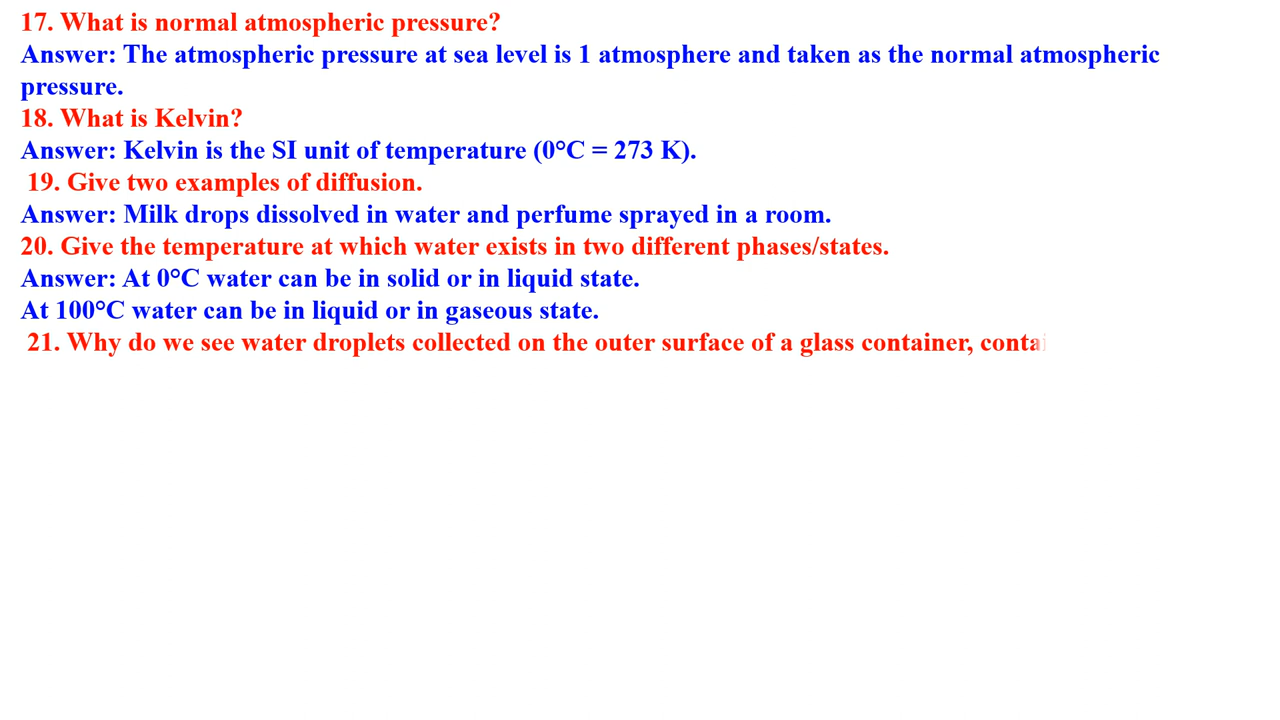 17. What is normal atmospheric pressure?
Answer: The atmospheric pressure at sea level is 1 atmosphere and taken as the normal atmospheric
pressure.
18. What is Kelvin?
Answer: Kelvin is the SI unit of temperature (0°C = 273 K).
19. Give two examples of diffusion.
Answer: Milk drops dissolved in water and perfume sprayed in a room.
20. Give the temperature at which water exists in two different phases/states.
Answer: At 0°C water can be in solid or in liquid state.
At 100°C water can be in liquid or in gaseous state.
21. Why do we see water droplets collected on the outer surface of a glass container,